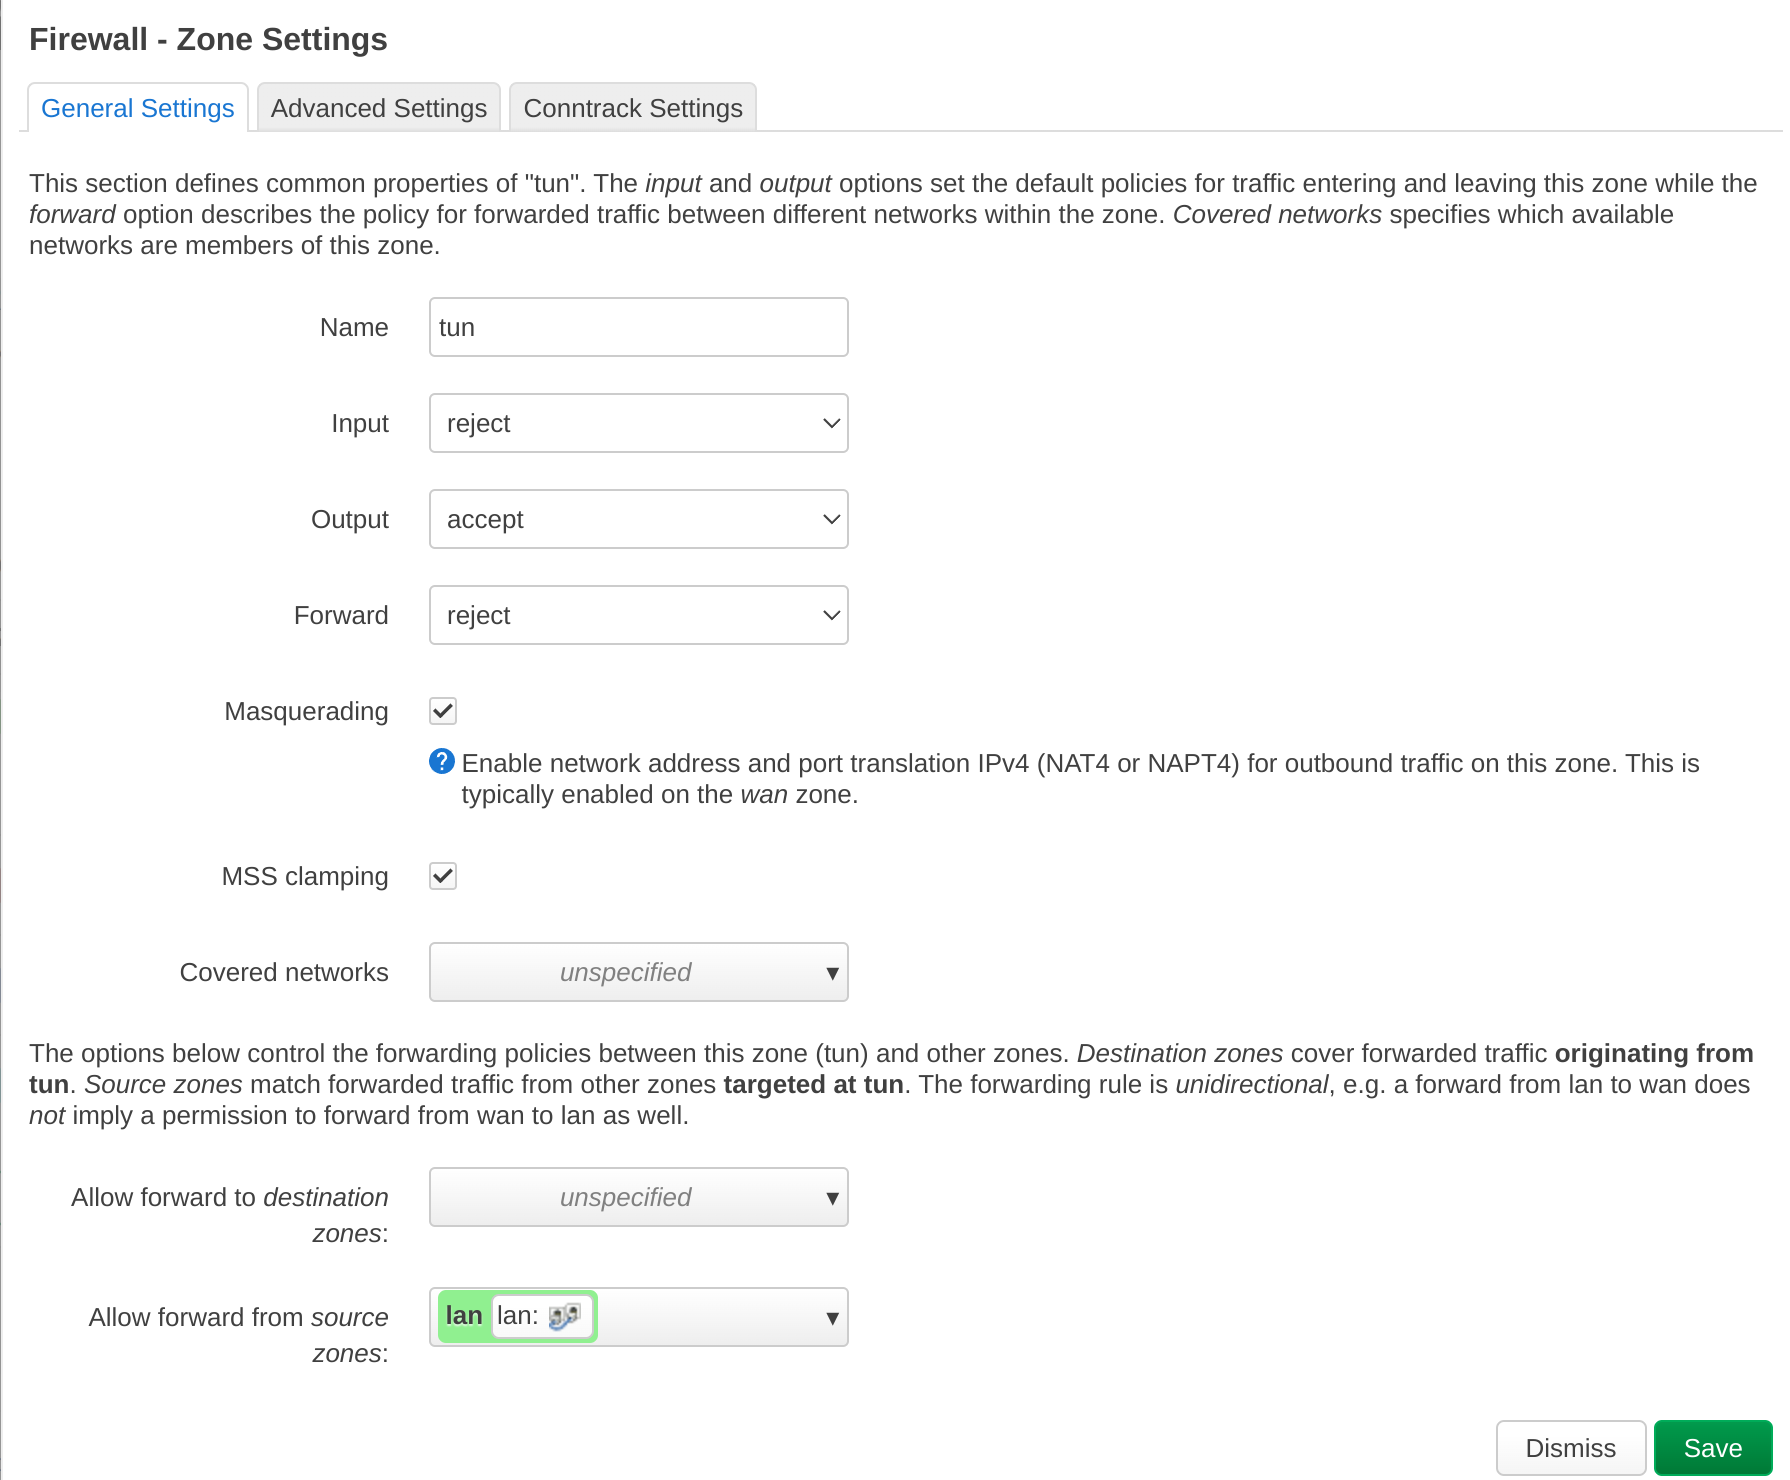 Firewall - Zone Settings
General Settings
Advanced Settings
Conntrack Settings
This section defines common properties of "tun". The input and output options set the default policies for traffic entering and leaving this zone while the
forward option describes the policy for forwarded traffic between different networks within the zone. Covered networks specifies which available
networks are members of this zone.
Name
tun
Input
reject
Output
accept
Forward
reject
Masquerading
Enable network address and port translation IPv4 (NAT4 or NAPT4) for outbound traffic on this zone. This is
typically enabled on the wan zone.
MSS clamping
Covered networks
unspecified
The options below control the forwarding policies between this zone (tun) and other zones. Destination zones cover forwarded traffic originating from
tun. Source zones match forwarded traffic from other zones targeted at tun. The forwarding rule is unidirectional, e.g. a forward from lan to wan does
not imply a permission to forward from wan to lan as well.
Allow forward to destination
zones:
unspecified
Allow forward from source
zones:
lan lan:
Dismiss
Save